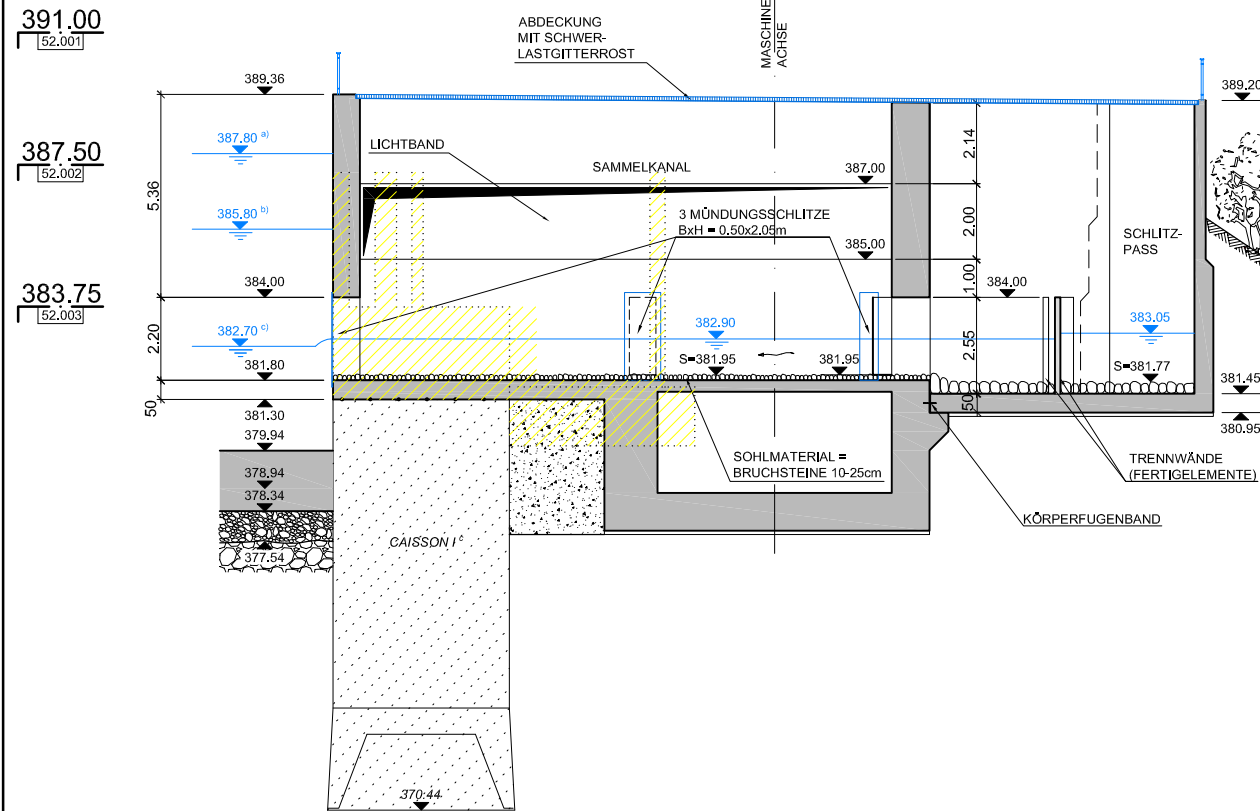 391.00
52.001
387.50
52.002
383.75
52.003
ABDECKUNG
MIT SCHWER-
LASTGITTERROST
MASCHINE
ACHSE
389.36
389.20
387.80 a)
LICHTBAND
SAMMELKANAL
387.00
2.14
5.36
385.80 b)
3 MÜNDUNGSSCHLITZE
BxH = 0.50x2.05m
2.00
SCHLITZ-
PASS
385.00
384.00
1.00
384.00
382.70 c)
382.90
383.05
2.20
2.55
381.80
S=381.95
381.95
S=381.77
381.45
50
50
381.30
380.95
379.94
378.94
378.34
377.54
SOHLMATERIAL =
BRUCHSTEINE 10-25cm
TRENNWÄNDE
(FERTIGELEMENTE)
KÖRPERFUGENBAND
CAISSON I c
370.44